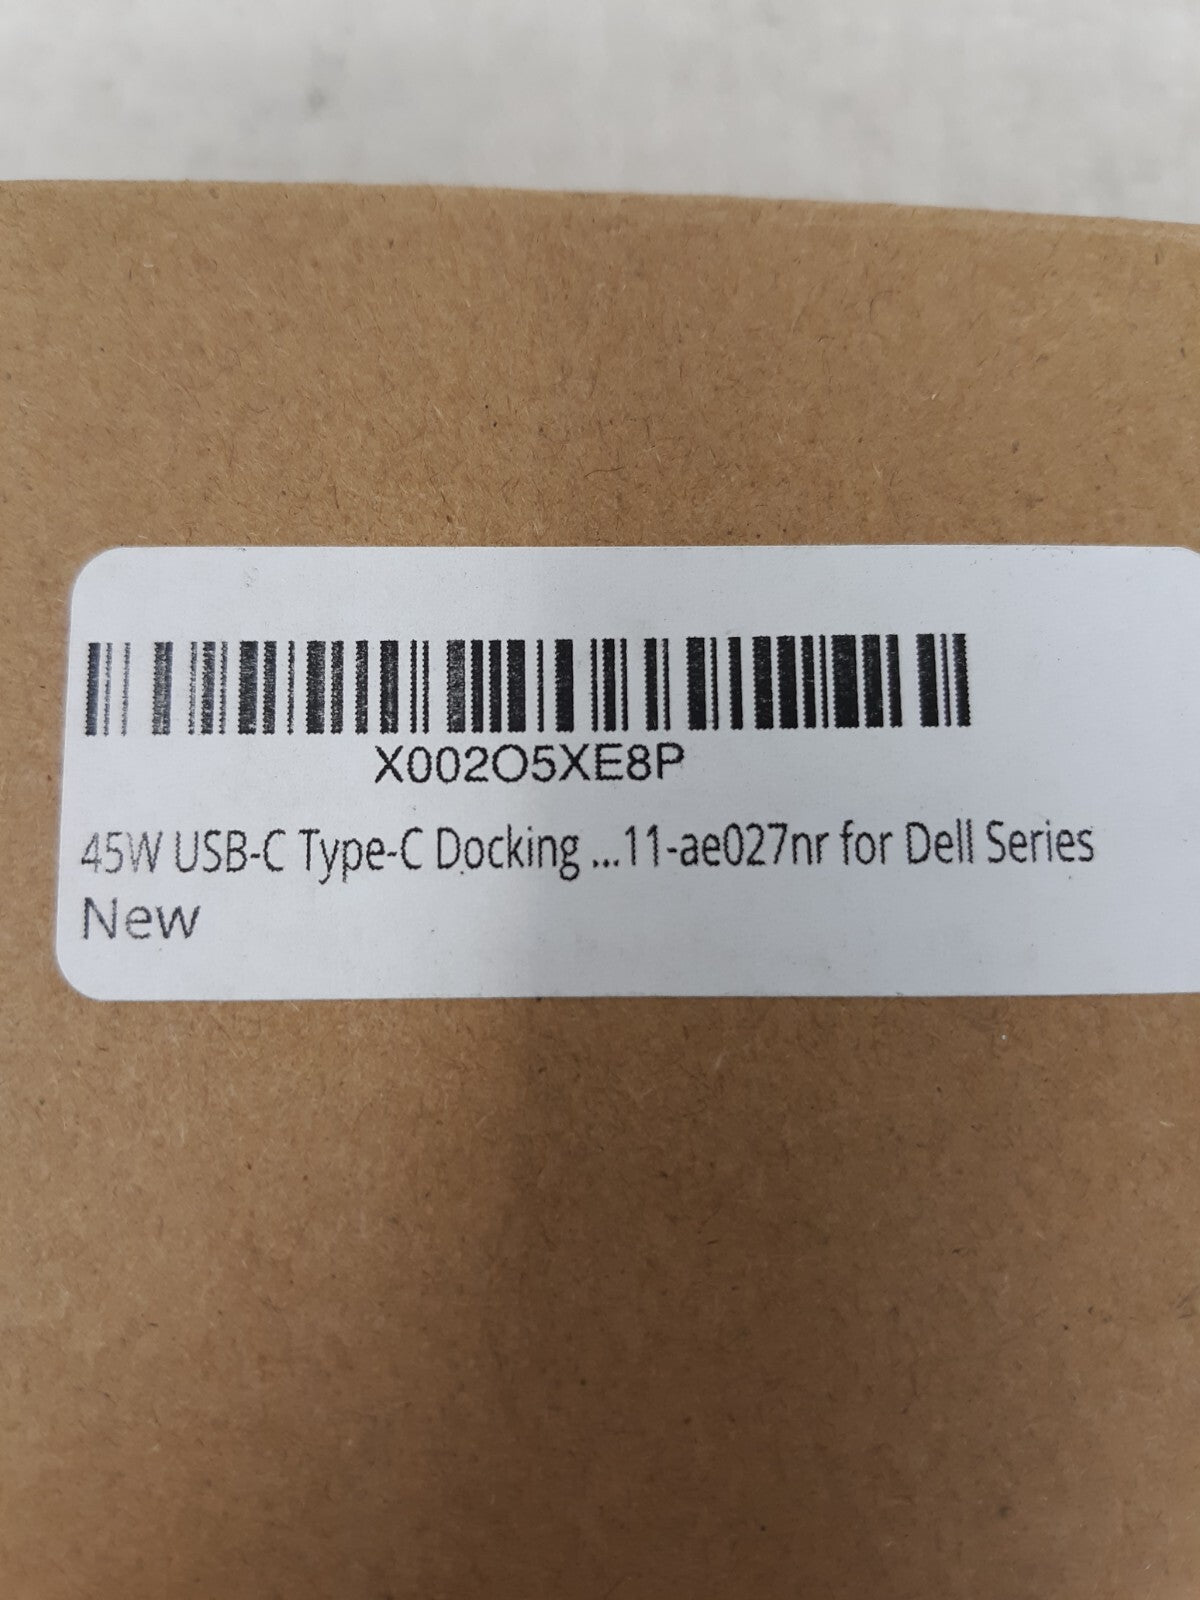 X002O5XE8P
45W USB-C Type-C Docking ...11-ae027nr for Dell Series
New